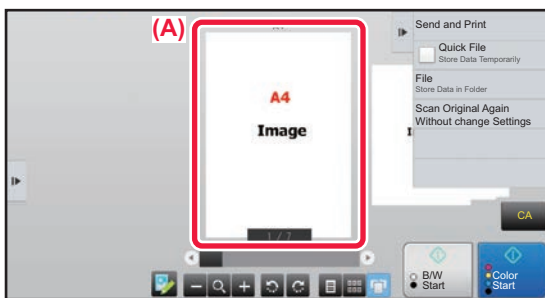 (A)
A4
Image
1 / 7
Send and Print
Quick File
Store Data Temporarily
File
Store Data in Folder
Scan Original Again
Without change Settings
CA
B/W
Start
Color
Start